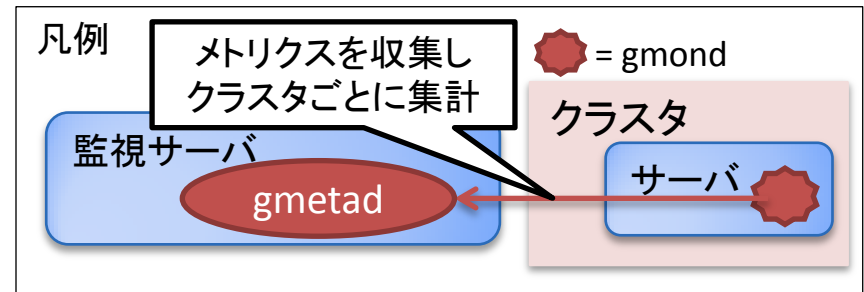 凡例
メトリクスを収集し
クラスタごとに集計
= gmond
クラスタ
監視サーバ
サーバ
gmetad